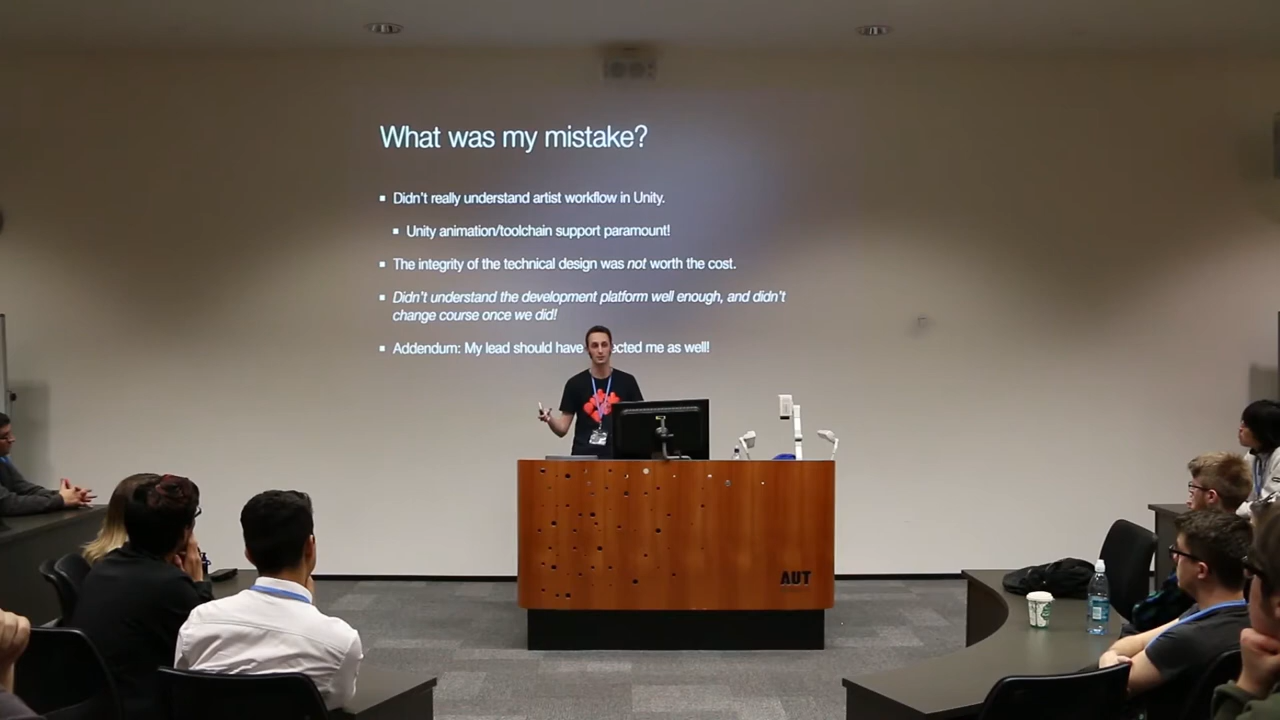 What was my mistake?
▪ Didn't really understand artist workflow in Unity.
▪ Unity animation/toolchain support paramount!
▪ The integrity of the technical design was not worth the cost.
▪ Didn't understand the development platform well enough, and didn't
change course once we did!
▪ Addendum: My lead should have ected me as well!
AUT